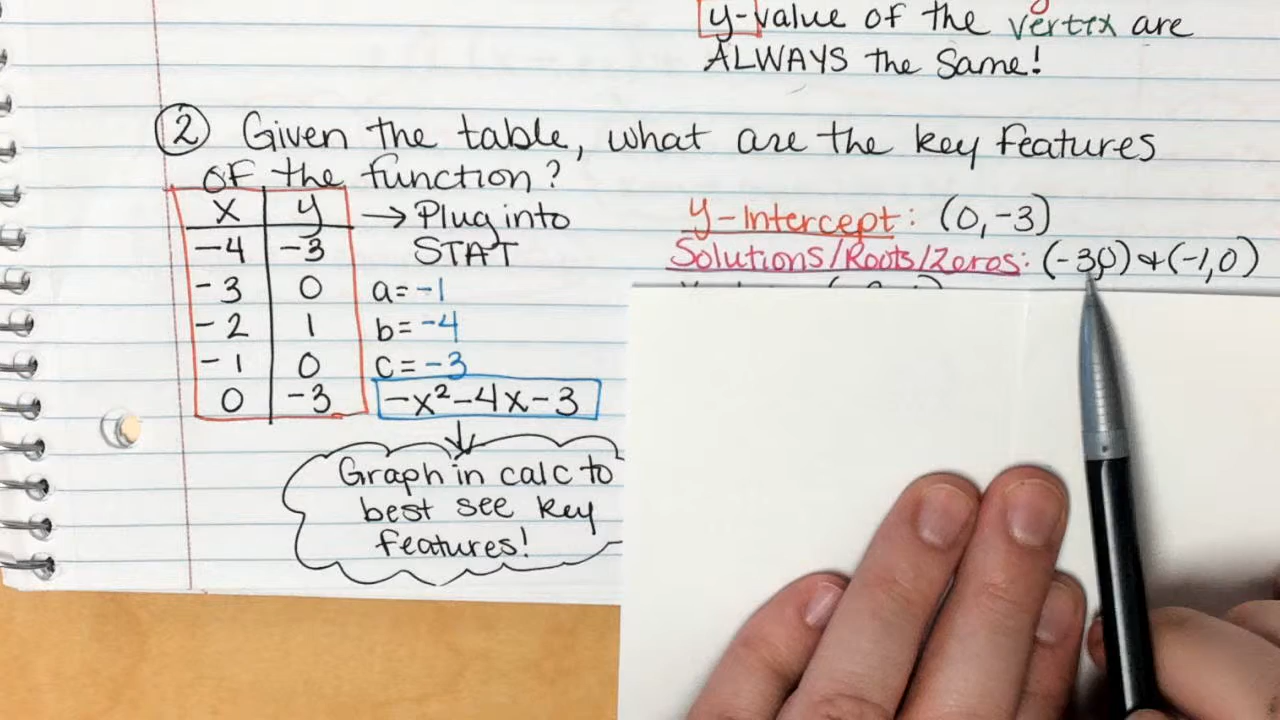 y-value of the vertex are
ALWAYS the same!
② Given the table, what are the key features
of the function?
x y → Plug into
-4 -3 STAT
-3 0 a= -1
-2 1 b= -4
-1 0 c= -3
0 -3 -x²-4x-3
Graph in calc to
best see key
features!
y-Intercept: (0,-3)
Solutions/Roots/Zeros: (-3,0) & (-1,0)